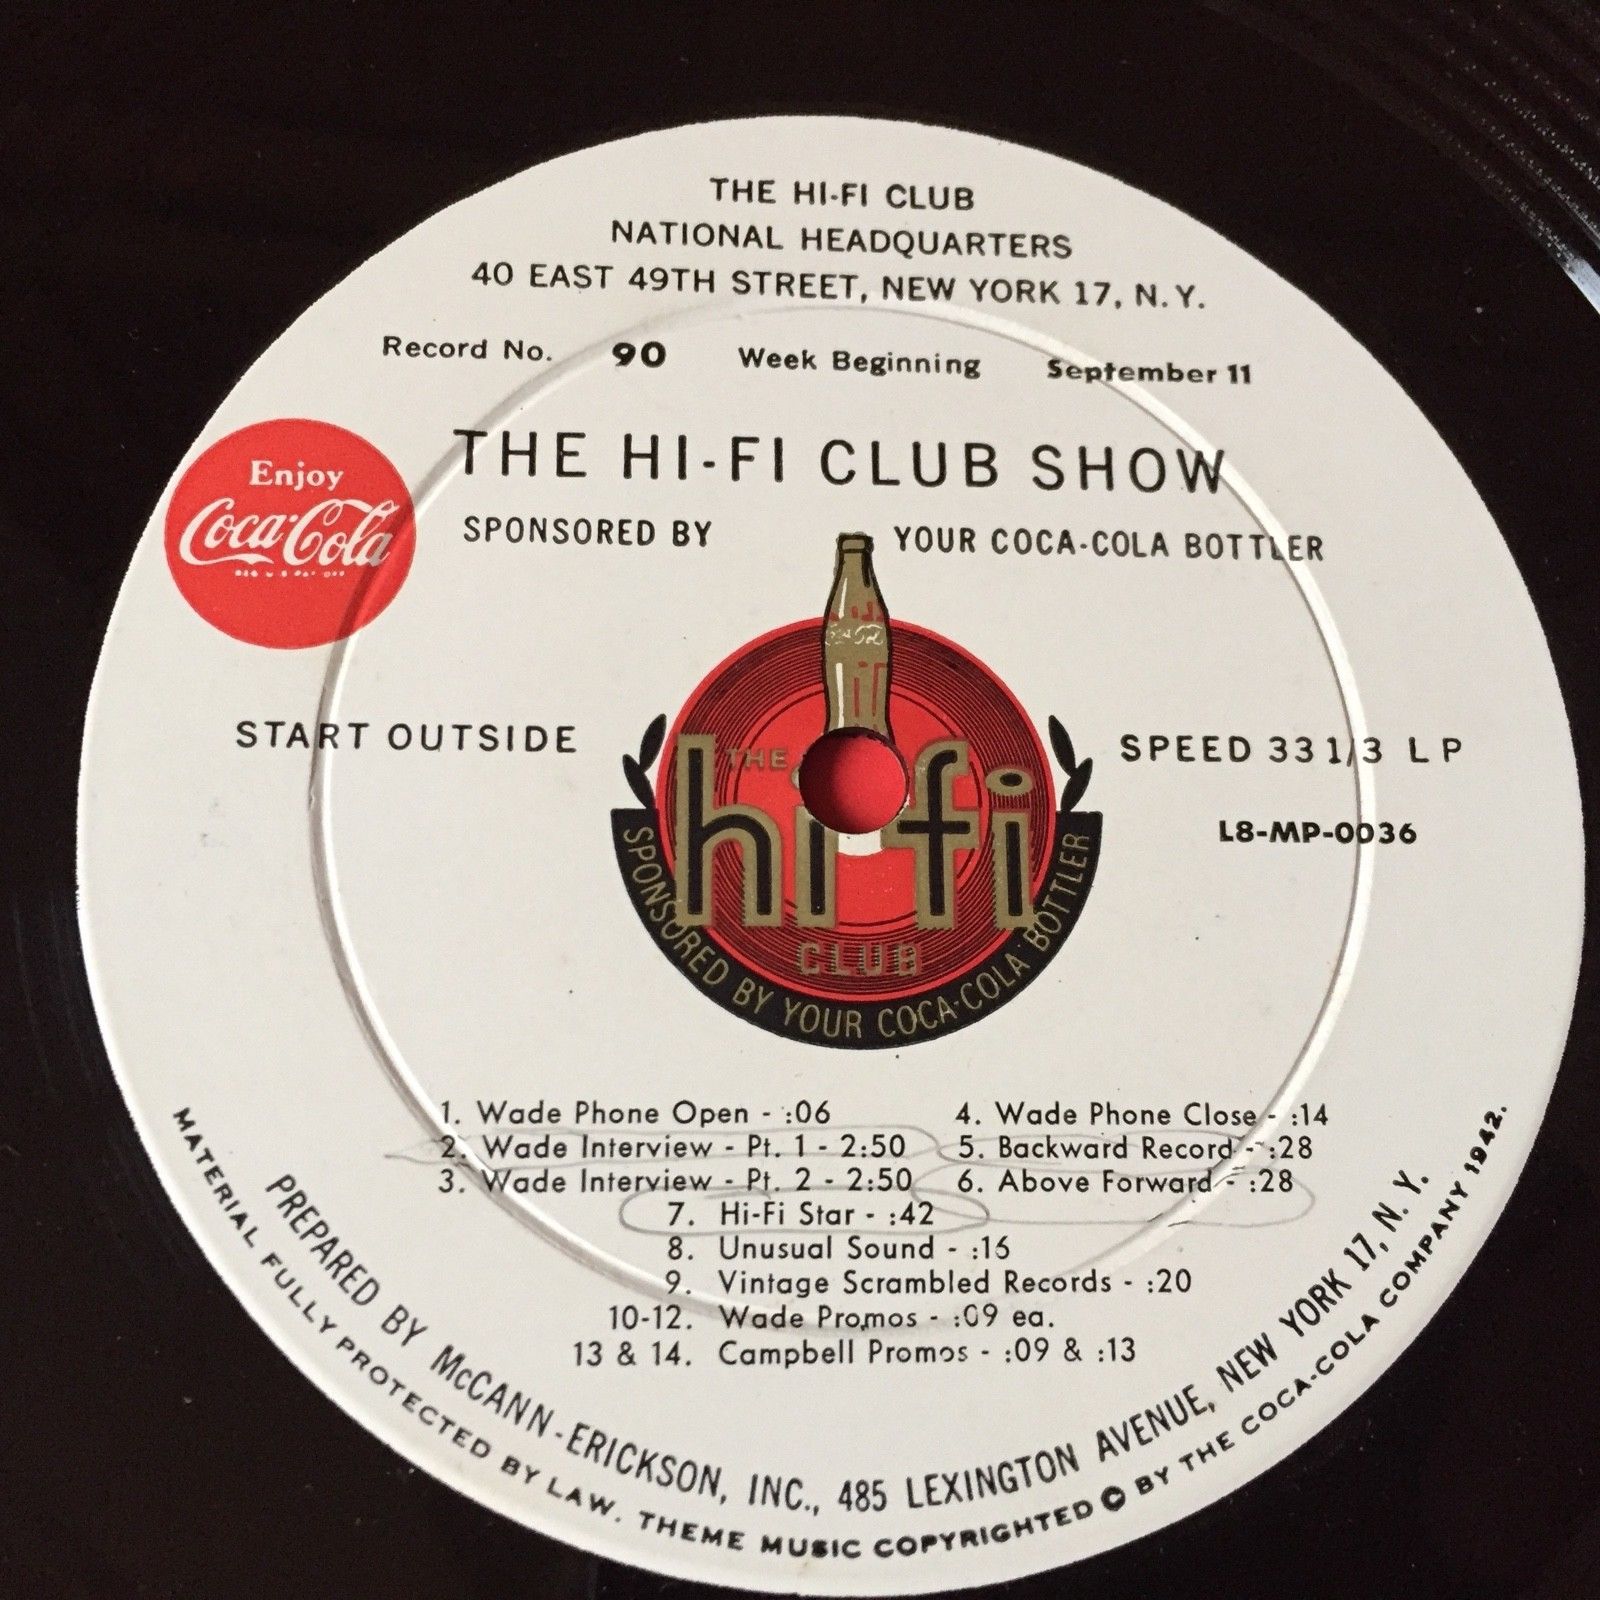 THE HI-FI CLUB
NATIONAL HEADQUARTERS
40 EAST 49TH STREET, NEW YORK 17, N.Y.
Record No. 90 Week Beginning September 11
Enjoy
Coca-Cola
REG U.S PAT OFF
THE HI-FI CLUB SHOW
SPONSORED BY YOUR COCA-COLA BOTTLER
START OUTSIDE
SPEED 33 1/3 LP
L8-MP-0036
THE
hi fi
CLUB
SPONSORED BY YOUR COCA-COLA BOTTLER
1. Wade Phone Open - :06
2. Wade Interview - Pt. 1 - 2:50
3. Wade Interview - Pt. 2 - 2:50
4. Wade Phone Close - :14
5. Backward Record - :28
6. Above Forward - :28
7. Hi-Fi Star - :42
8. Unusual Sound - :16
9. Vintage Scrambled Records - :20
10-12. Wade Promos - :09 ea.
13 & 14. Campbell Promos - :09 & :13
PREPARED BY McCANN-ERICKSON, INC., 485 LEXINGTON AVENUE, NEW YORK 17, N.Y.
MATERIAL FULLY PROTECTED BY LAW. THEME MUSIC COPYRIGHTED © BY THE COCA-COLA COMPANY 1942.